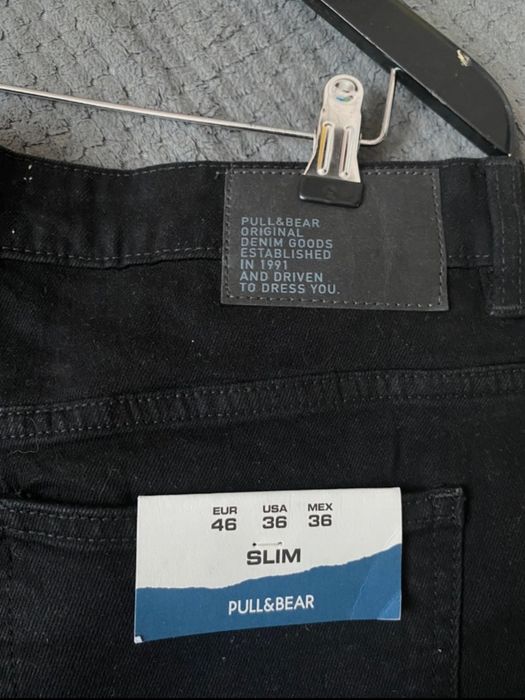 PULL&BEAR
ORIGINAL
DENIM GOODS
ESTABLISHED
IN 1991
AND DRIVEN
TO DRESS YOU.
EUR USA MEX
46 36 36
SLIM
PULL&BEAR